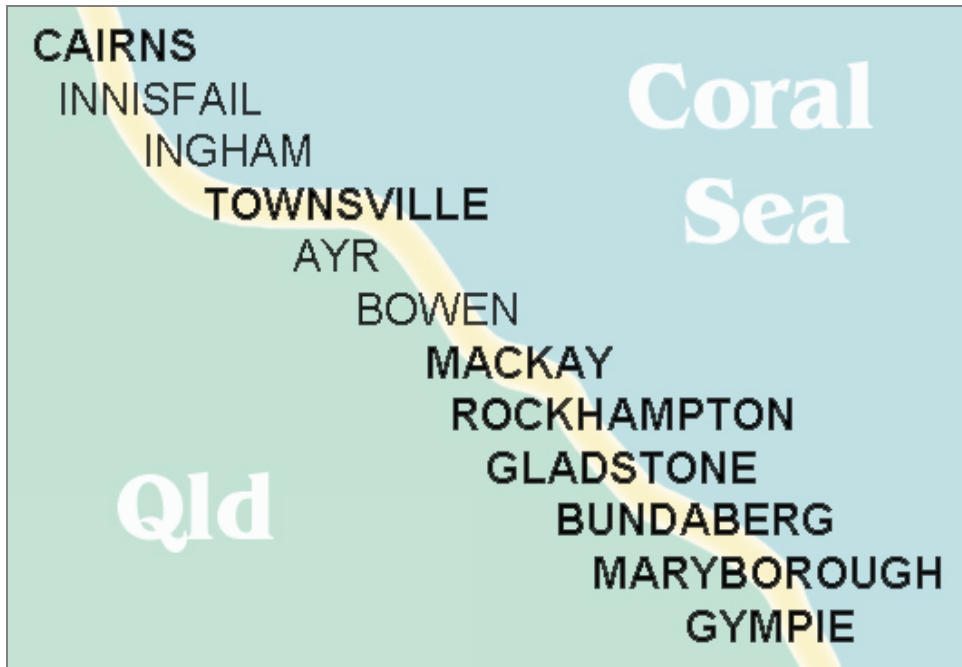 CAIRNS
INNISFAIL
INGHAM
TOWNSVILLE
AYR
BOWEN
MACKAY
ROCKHAMPTON
GLADSTONE
BUNDABERG
MARYBOROUGH
GYMPIE
Coral
Sea
Qld